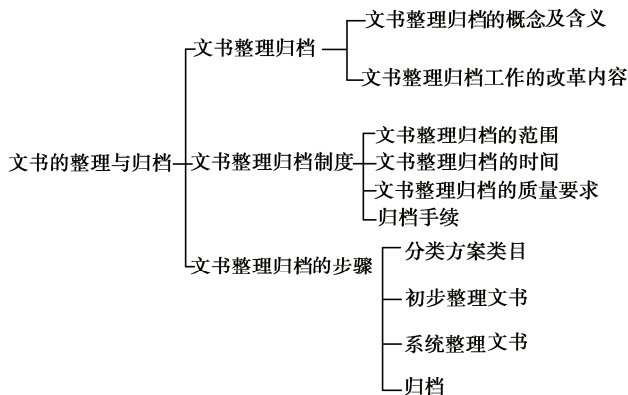 文书的整理与归档
文书整理归档
文书整理归档的概念及含义
文书整理归档工作的改革内容
文书整理归档制度
文书整理归档的范围
文书整理归档的时间
文书整理归档的质量要求
归档手续
文书整理归档的步骤
分类方案类目
初步整理文书
系统整理文书
归档